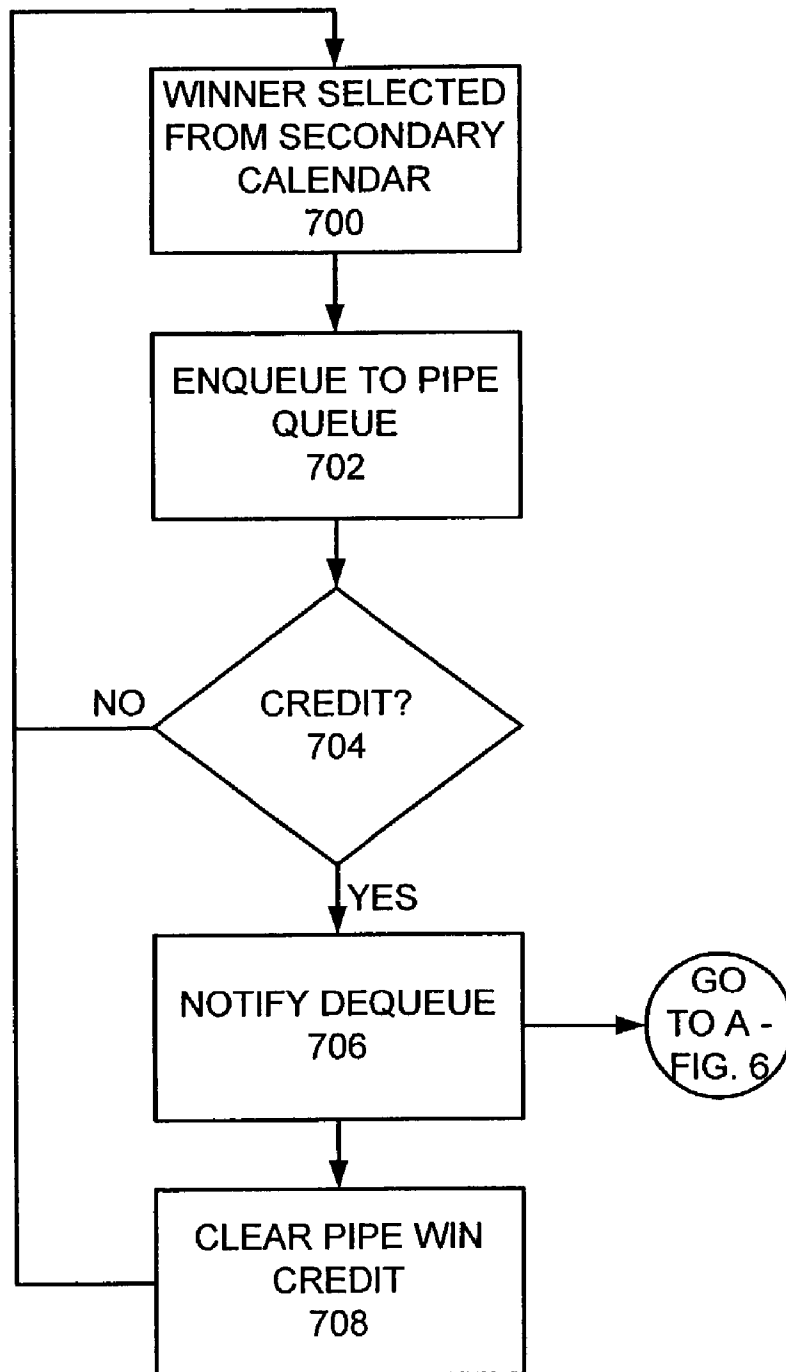 WINNER SELECTED
FROM SECONDARY
CALENDAR
700
ENQUEUE TO PIPE
QUEUE
702
NO
CREDIT?
704
YES
NOTIFY DEQUEUE
706
GO
TO A -
FIG. 6
CLEAR PIPE WIN
CREDIT
708